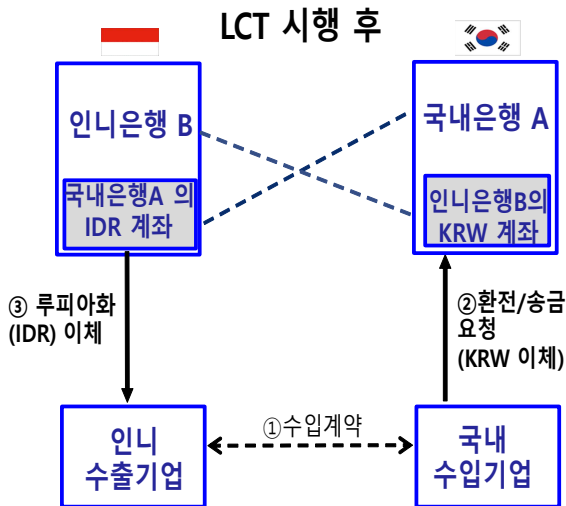 LCT 시행 후
인니은행 B
국내은행A 의
IDR 계좌
국내은행 A
인니은행B의
KRW 계좌
③ 루피아화
(IDR) 이체
②환전/송금
요청
(KRW 이체)
①수입계약
인니
수출기업
국내
수입기업